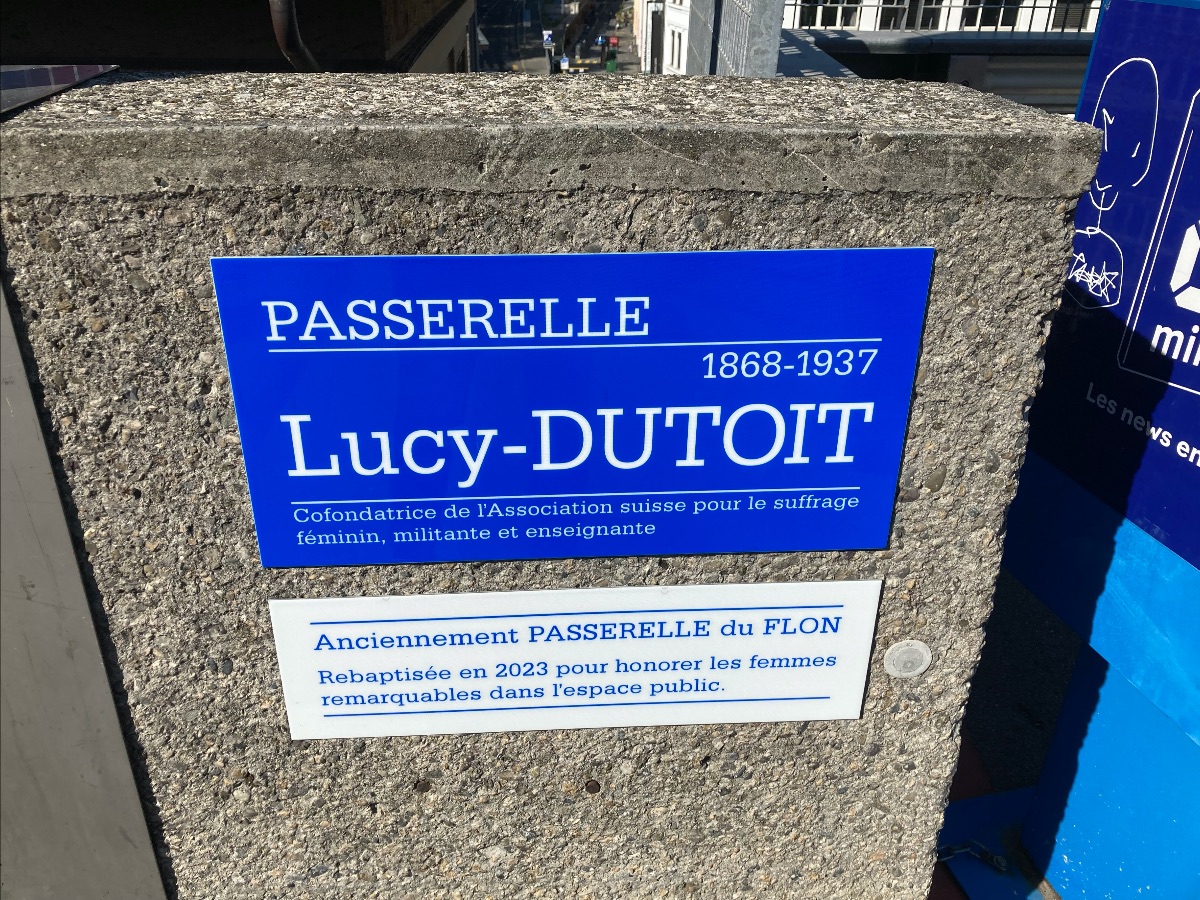 PASSERELLE
1868-1937
Lucy-DUTOIT
Cofondatrice de l'Association suisse pour le suffrage
féminin, militante et enseignante
Anciennement PASSERELLE du FLON
Rebaptisée en 2023 pour honorer les femmes
remarquables dans l'espace public.
Les news en